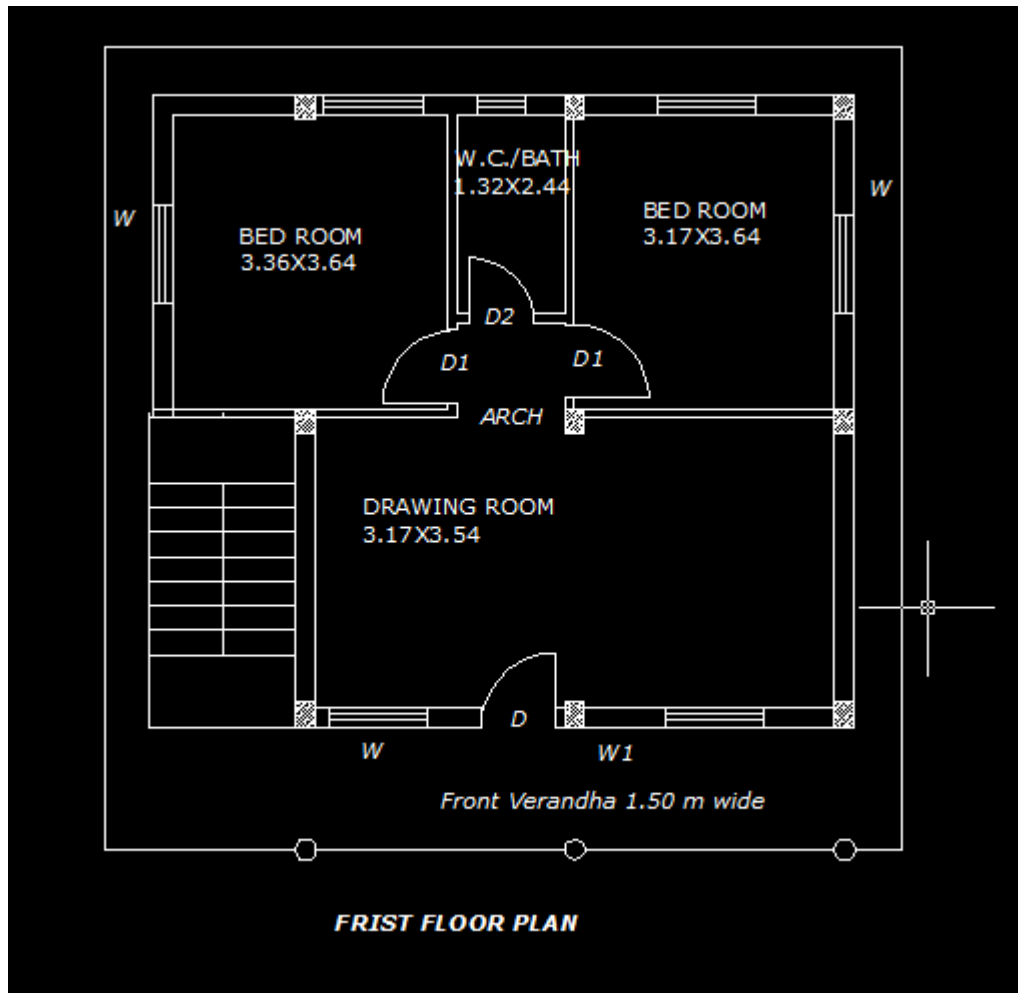 W.C./BATH
1.32X2.44
W
W
BED ROOM
3.36X3.64
BED ROOM
3.17X3.64
D2
D1
D1
ARCH
DRAWING ROOM
3.17X3.54
D
W
W1
Front Verandha 1.50 m wide
FRIST FLOOR PLAN